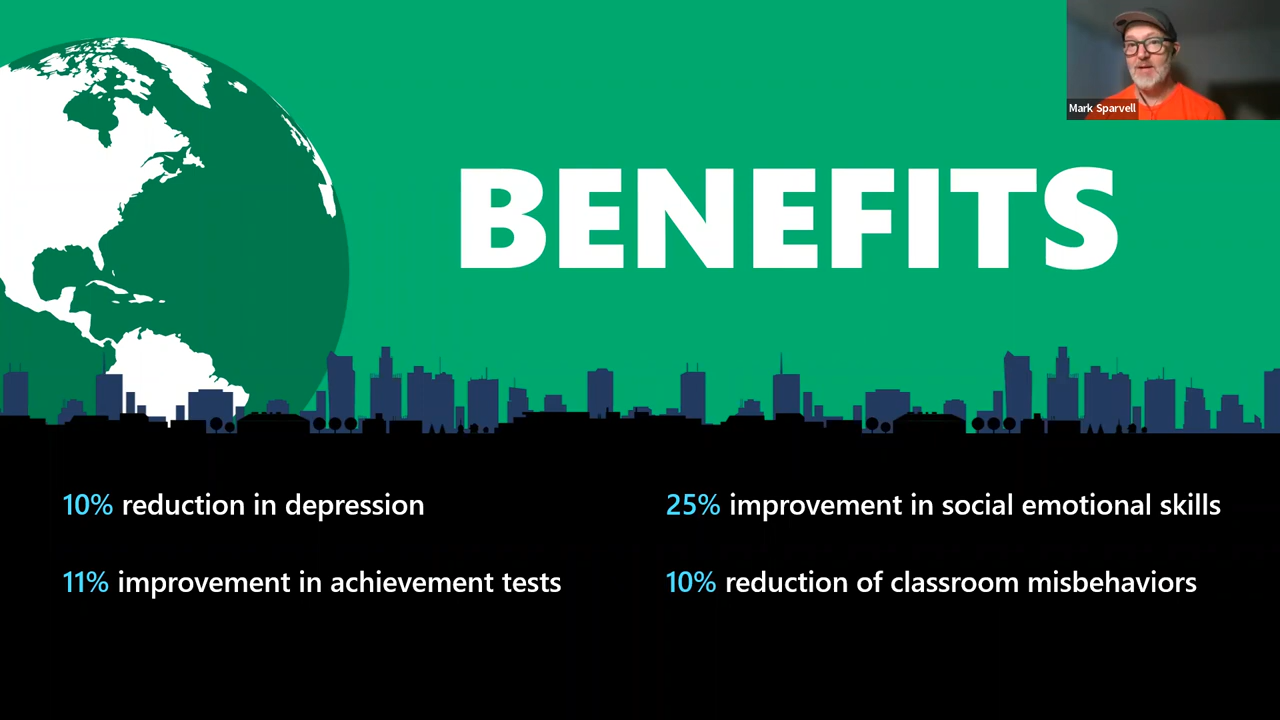 Mark Sparvell
BENEFITS
10% reduction in depression
25% improvement in social emotional skills
11% improvement in achievement tests
10% reduction of classroom misbehaviors